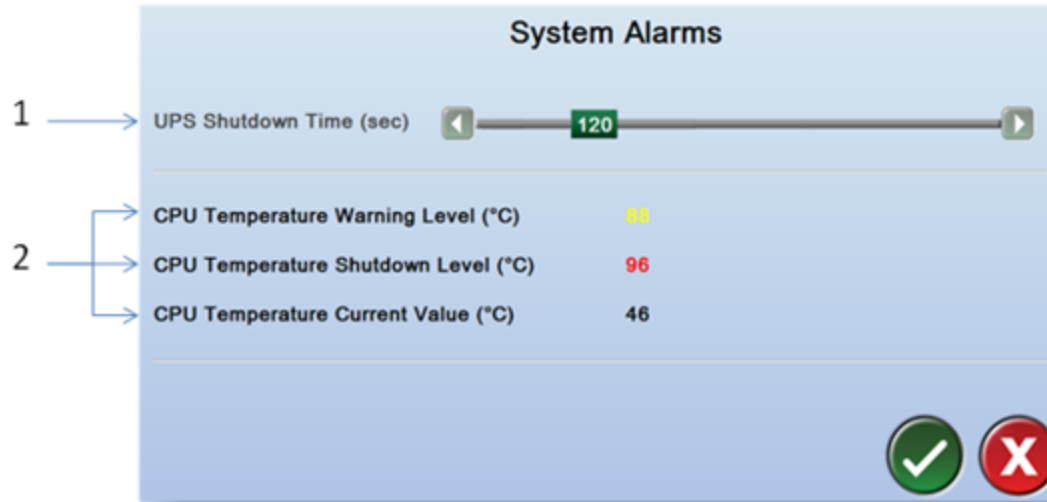 System Alarms
1 UPS Shutdown Time (sec) 120
CPU Temperature Warning Level (°C) 88
2 CPU Temperature Shutdown Level (°C) 96
CPU Temperature Current Value (°C) 46